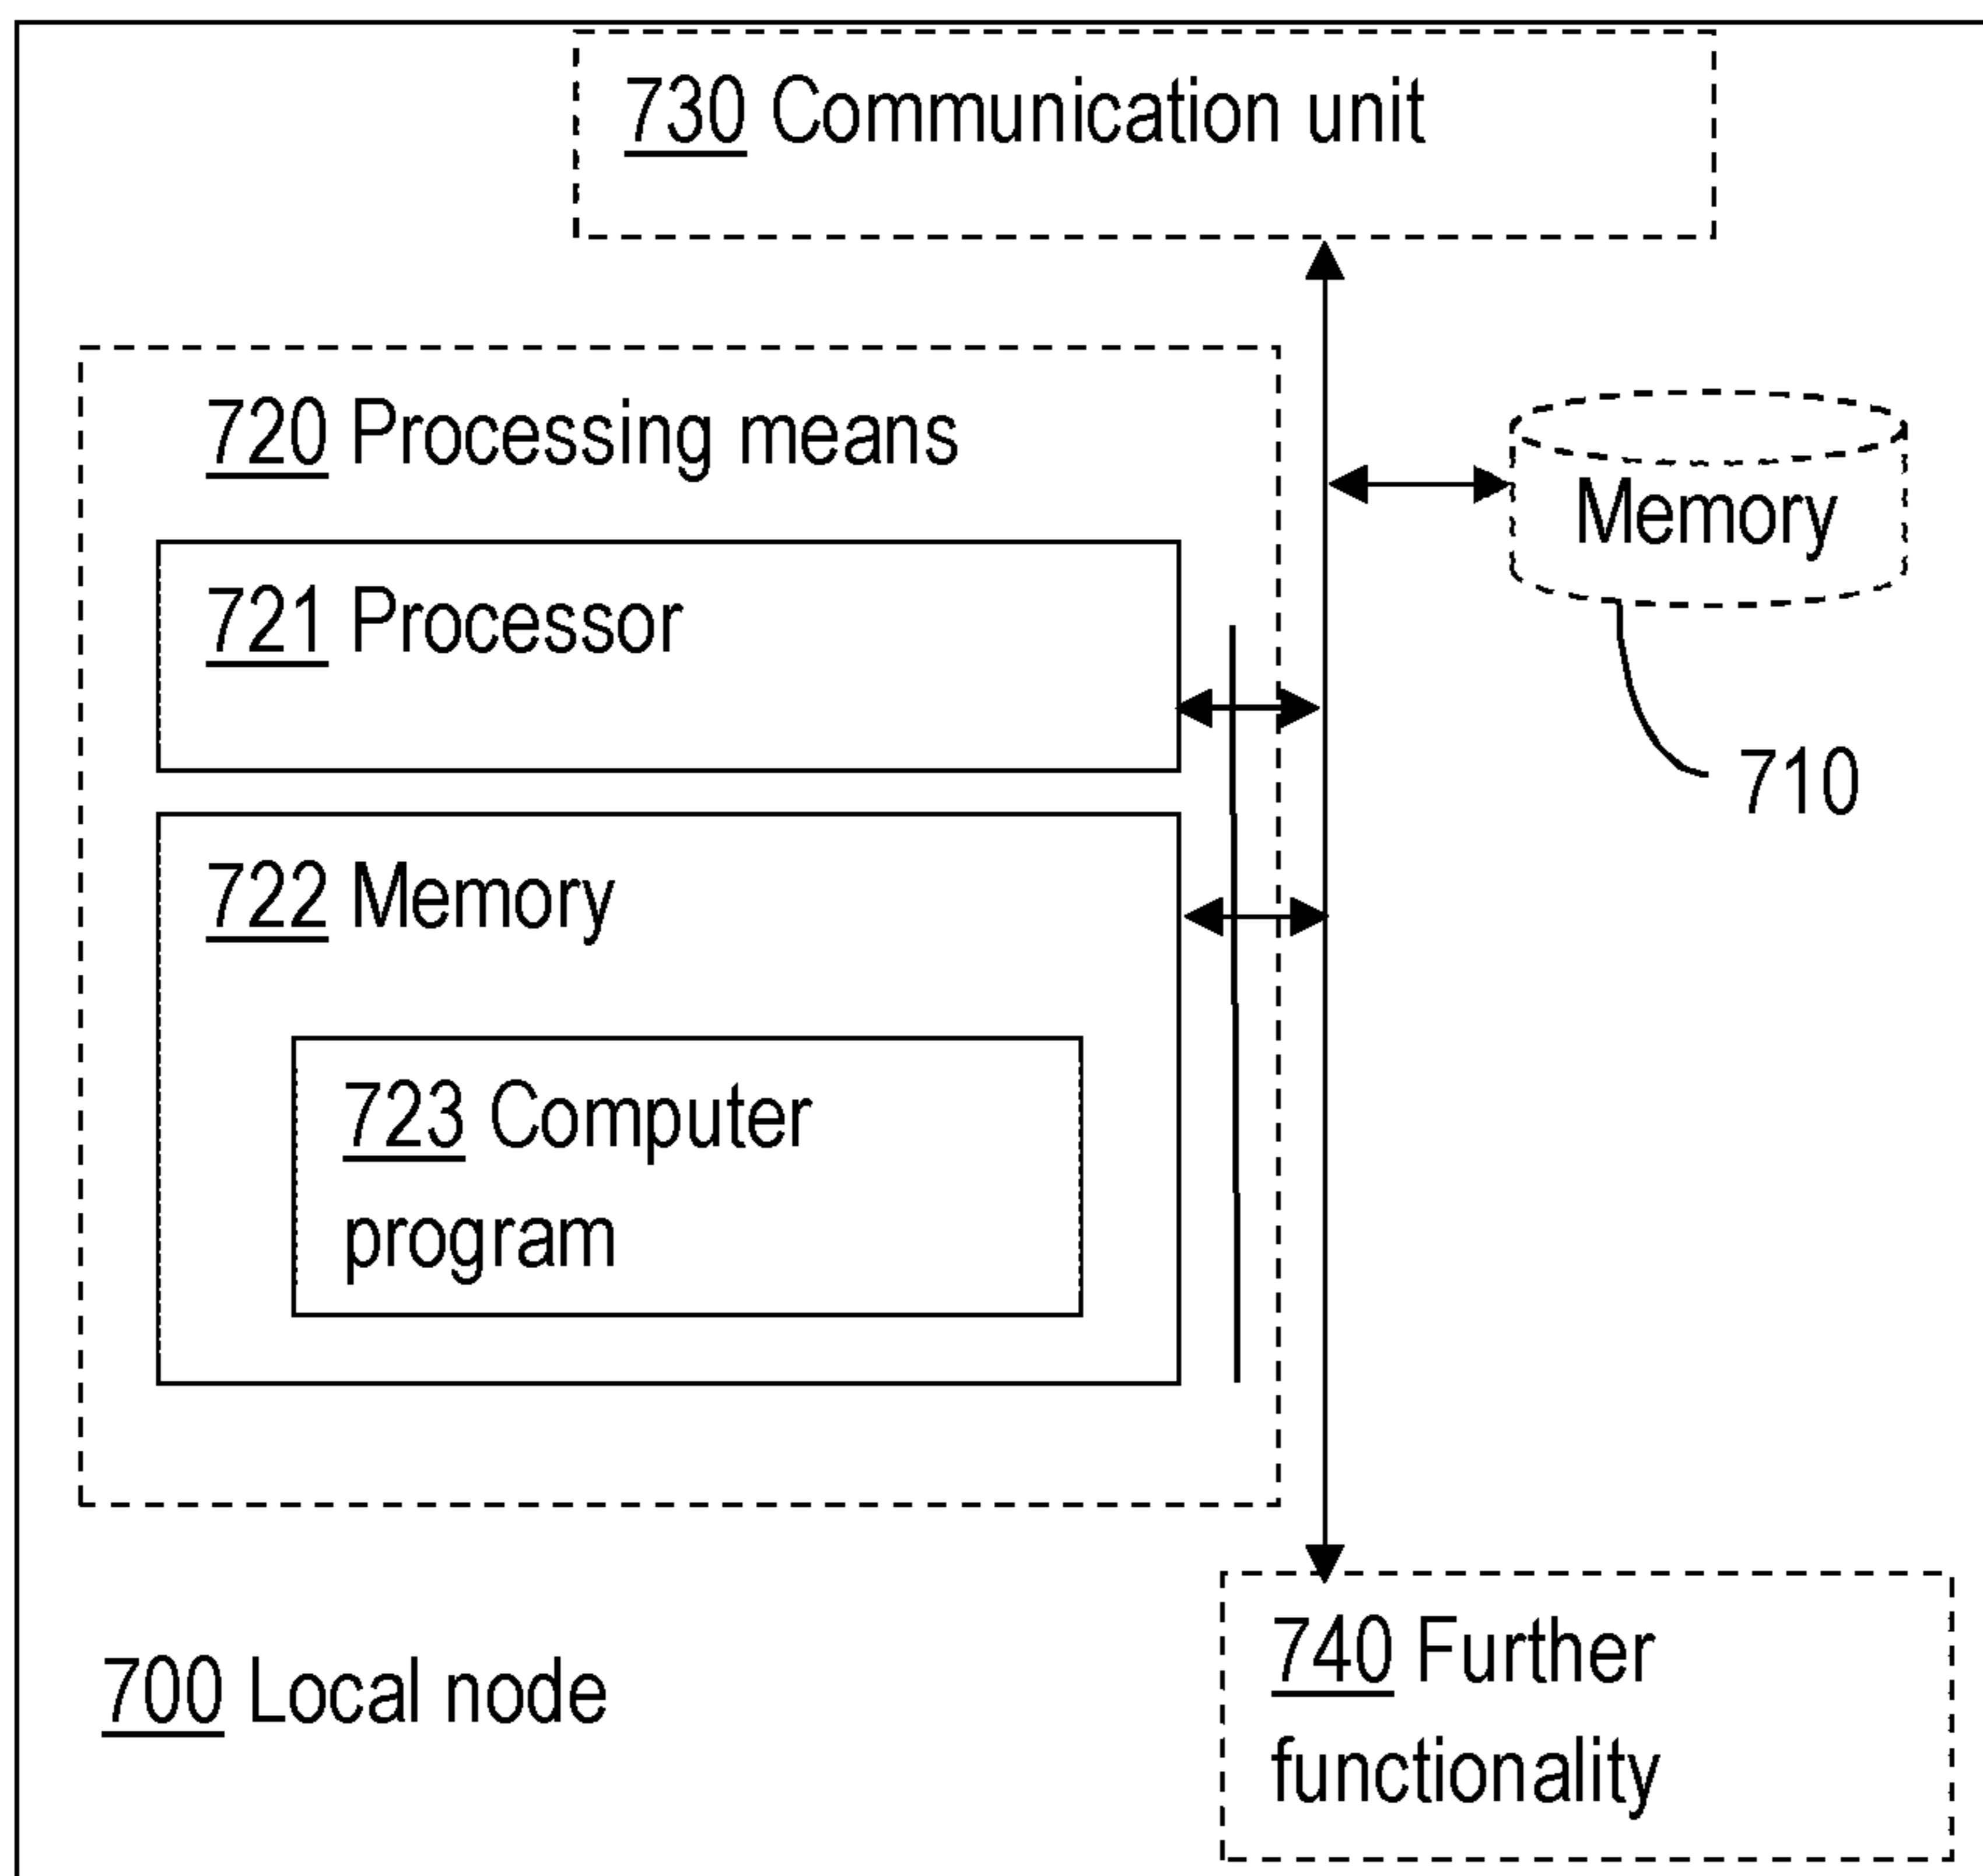 730 Communication unit
720 Processing means
Memory
721 Processor
710
722 Memory
723 Computer
program
700 Local node
740 Further
functionality